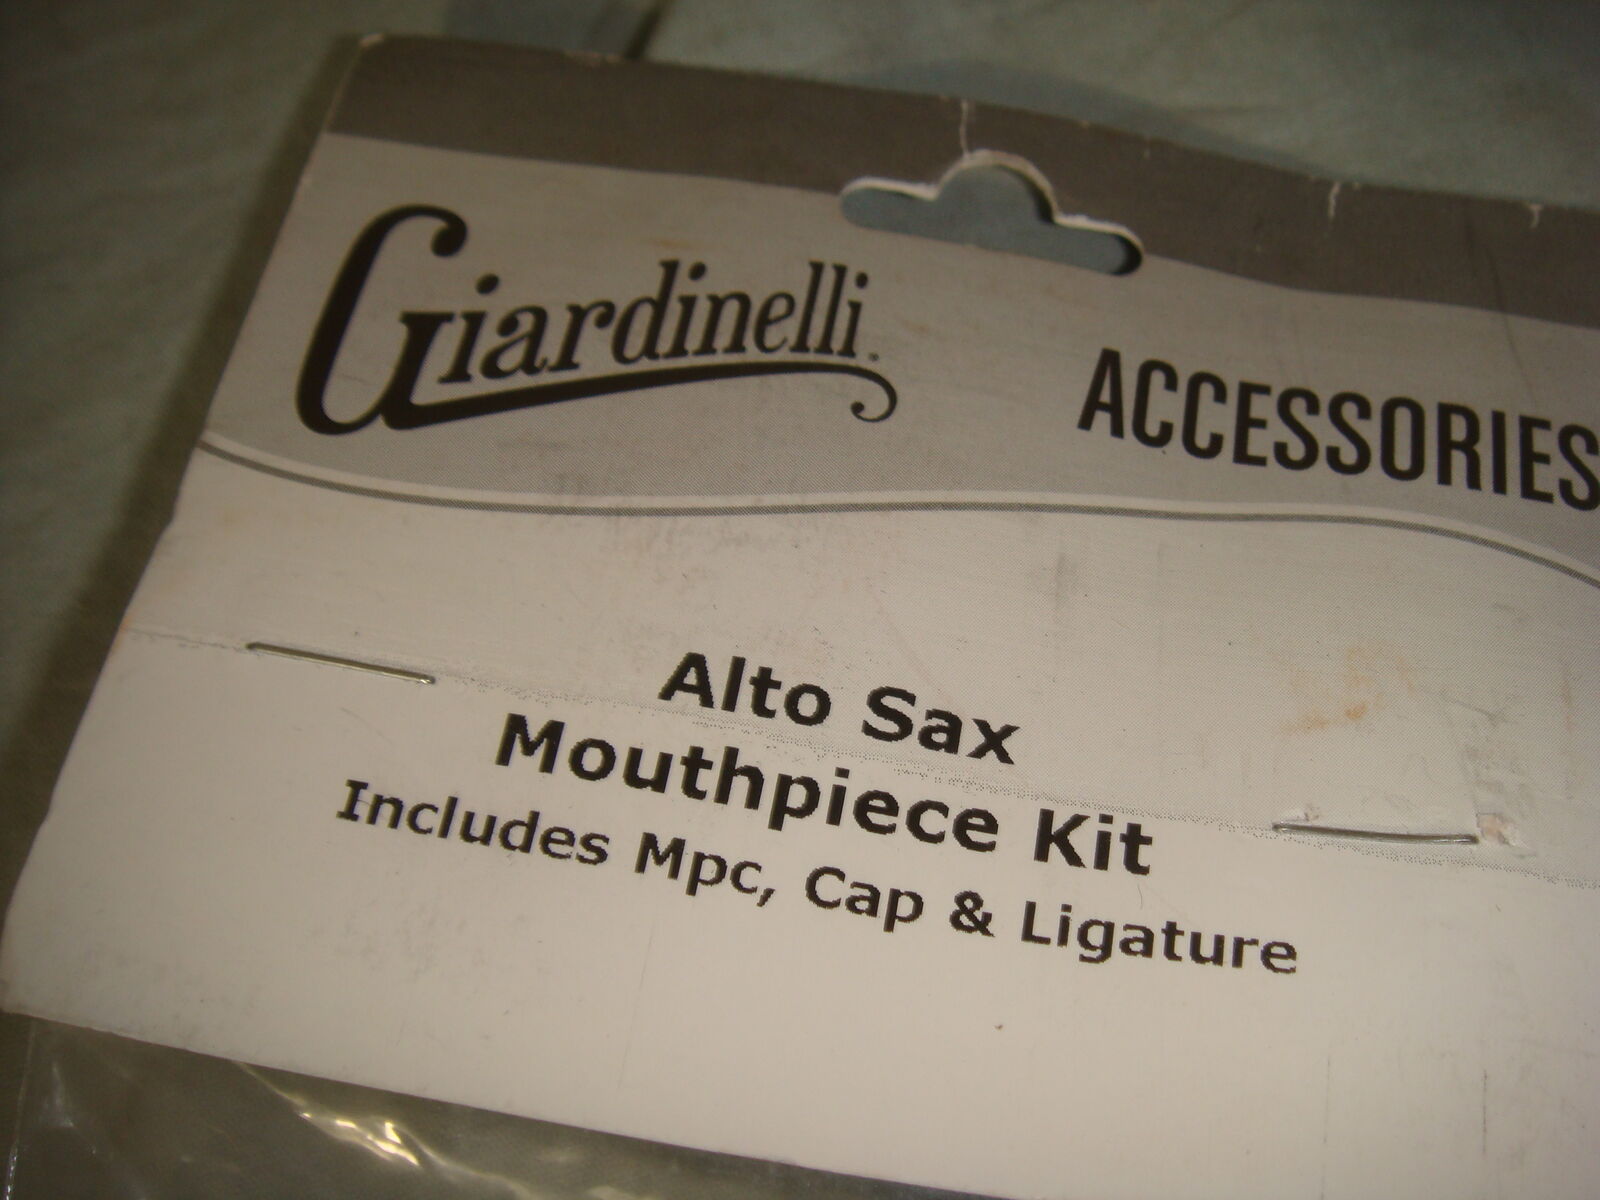 Giardinelli
ACCESSORIES
Alto Sax
Mouthpiece Kit
Includes Mpc, Cap & Ligature